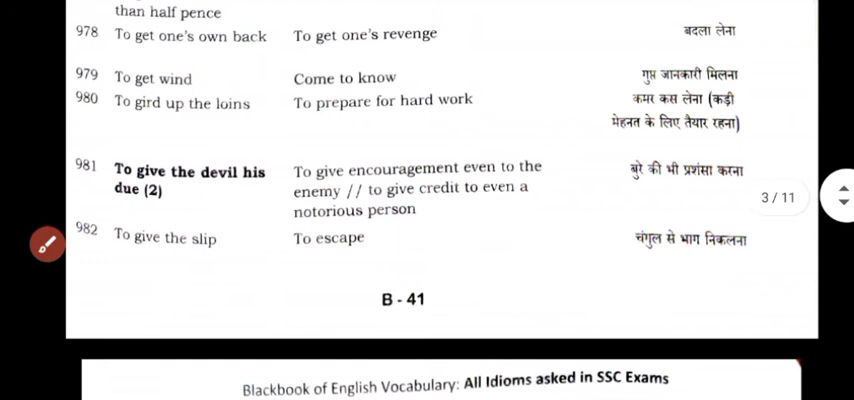 than half pence
978 To get one's own back To get one's revenge बदला लेना
979 To get wind Come to know गुप्त जानकारी मिलना
980 To gird up the loins To prepare for hard work कमर कस लेना (कड़ी
मेहनत के लिए तैयार रहना)
981 To give the devil his To give encouragement even to the बुरे की भी प्रशंसा करना
due (2) enemy // to give credit to even a
notorious person
3 / 11
982 To give the slip To escape चंगुल से भाग निकलना
B - 41
Blackbook of English Vocabulary: All Idioms asked in SSC Exams